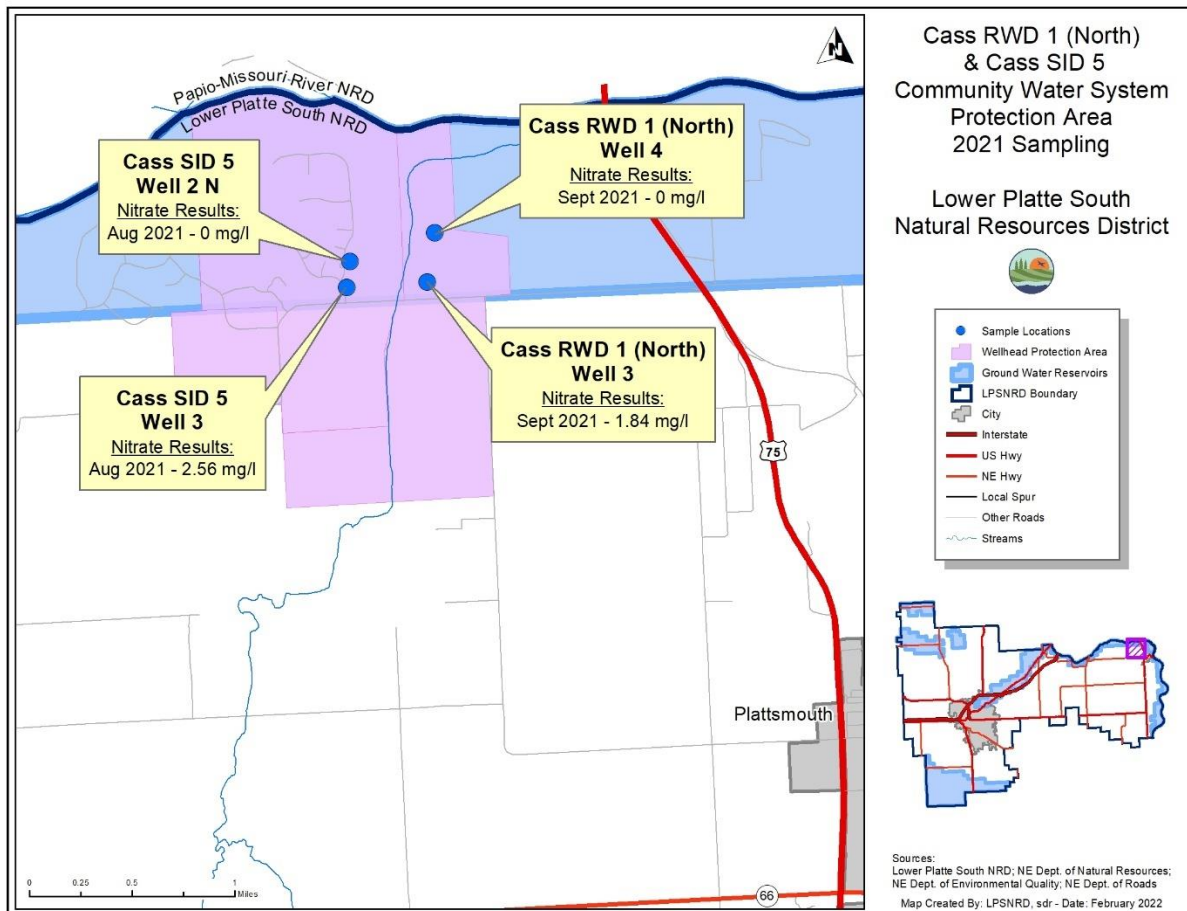 Papio-Missouri-River NRD
Lower Platte South NRD
N
Cass SID 5
Well 2 N
Nitrate Results:
Aug 2021 - 0 mg/l
Cass RWD 1 (North)
Well 4
Nitrate Results:
Sept 2021 - 0 mg/l
Cass SID 5
Well 3
Nitrate Results:
Aug 2021 - 2.56 mg/l
Cass RWD 1 (North)
Well 3
Nitrate Results:
Sept 2021 - 1.84 mg/l
75
Plattsmouth
66
0 0.25 0.5 1
Miles
Cass RWD 1 (North)
& Cass SID 5
Community Water System
Protection Area
2021 Sampling
Lower Platte South
Natural Resources District
Sample Locations
Wellhead Protection Area
Ground Water Reservoirs
LPSNRD Boundary
City
Interstate
US Hwy
NE Hwy
Local Spur
Other Roads
Streams
Sources:
Lower Platte South NRD; NE Dept. of Natural Resources;
NE Dept. of Environmental Quality; NE Dept. of Roads
Map Created By: LPSNRD, sdr - Date: February 2022